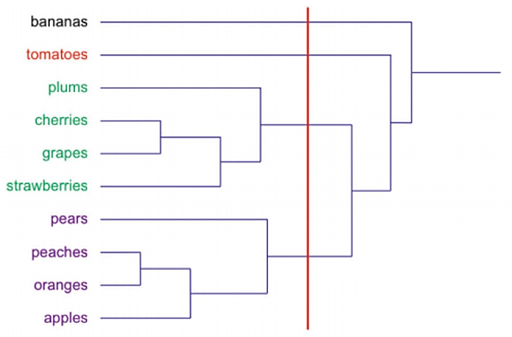 bananas
tomatoes
plums
cherries
grapes
strawberries
pears
peaches
oranges
apples